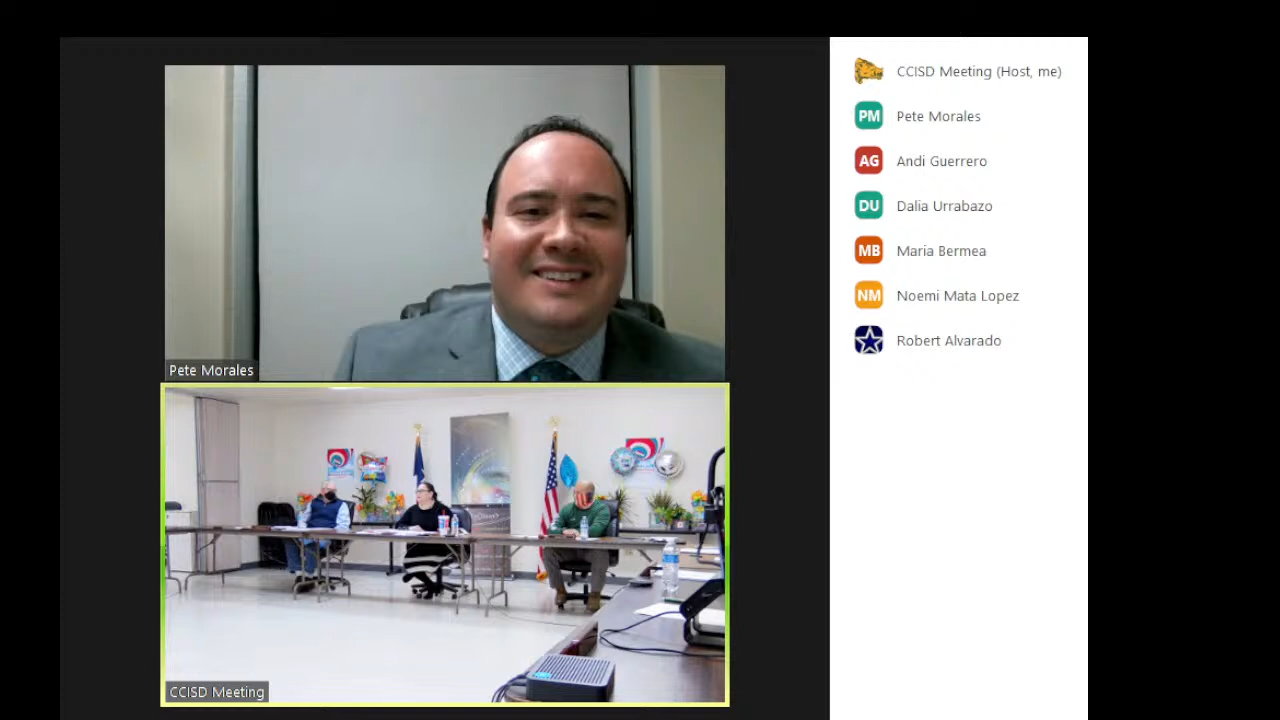 Pete Morales
CCISD Meeting
CCISD Meeting (Host, me)
PM Pete Morales
AG Andi Guerrero
DU Dalia Urrabazo
MB Maria Bermea
NM Noemi Mata Lopez
Robert Alvarado